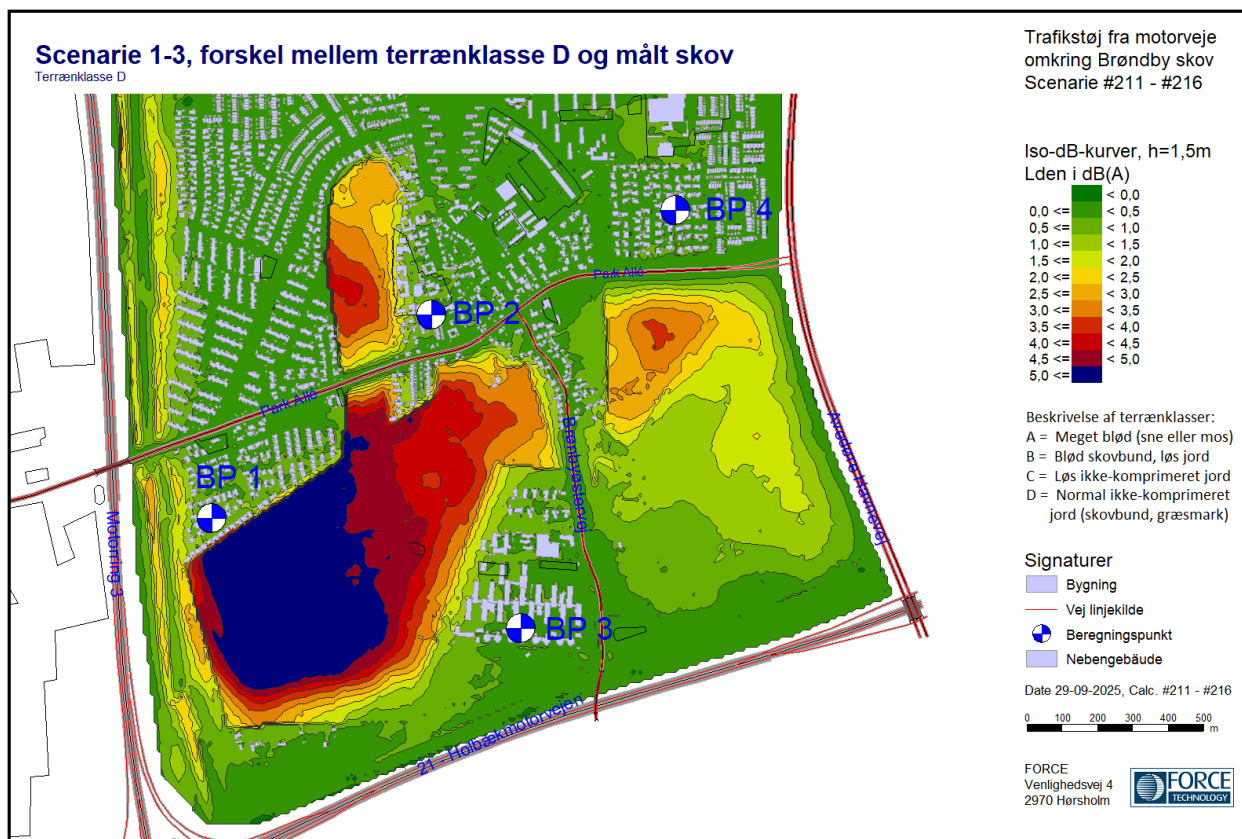 Scenarie 1-3, forskel mellem terrænklasse D og målt skov
Terrænklasse D
Trafikstøj fra motorveje
omkring Brøndby skov
Scenarie #211 - #216
Iso-dB-kurver, h=1,5m
Lden i dB(A)
< 0,0
0,0 <= < 0,5
0,5 <= < 1,0
1,0 <= < 1,5
1,5 <= < 2,0
2,0 <= < 2,5
2,5 <= < 3,0
3,0 <= < 3,5
3,5 <= < 4,0
4,0 <= < 4,5
4,5 <= < 5,0
5,0 <=
Beskrivelse af terrænklasser:
A = Meget blød (sne eller mos)
B = Blød skovbund, løs jord
C = Løs ikke-komprimeret jord
D = Normal ikke-komprimeret
jord (skovbund, græsmark)
Signaturer
Bygning
Vej linjekilde
Beregningspunkt
Nebengebäude
Date 29-09-2025, Calc. #211 - #216
0 100 200 300 400 500
m
FORCE
Venlighedsvej 4
2970 Hørsholm
FORCE
TECHNOLOGY
BP 4
Park Allé
BP 2
Park Allé
BP 1
Brøndbyøstervej
Avedøre Havnevej
Motorring 3
BP 3
21 - Holbækmotorvejen